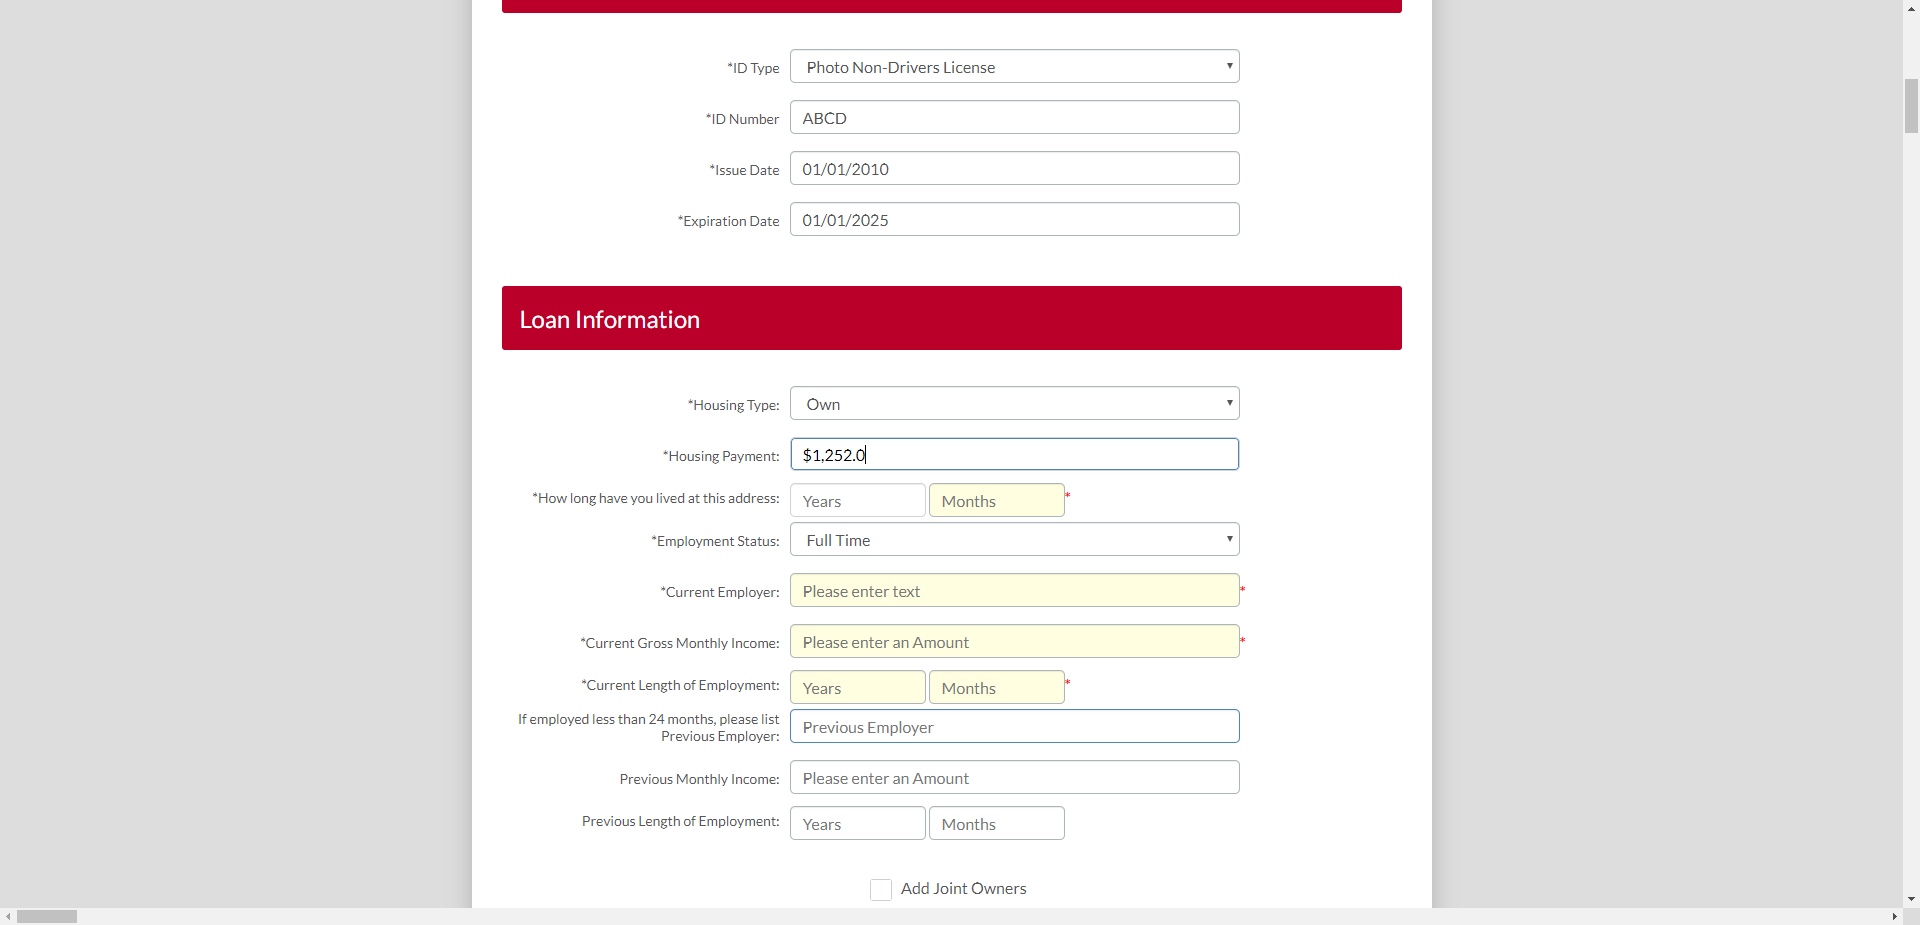 *ID Type Photo Non-Drivers License
*ID Number ABCD
*Issue Date 01/01/2010
*Expiration Date 01/01/2025
Loan Information
*Housing Type: Own
*Housing Payment: $1,252.0
*How long have you lived at this address: Years Months *
*Employment Status: Full Time
*Current Employer: Please enter text *
*Current Gross Monthly Income: Please enter an Amount *
*Current Length of Employment: Years Months *
If employed less than 24 months, please list
Previous Employer: Previous Employer
Previous Monthly Income: Please enter an Amount
Previous Length of Employment: Years Months
Add Joint Owners